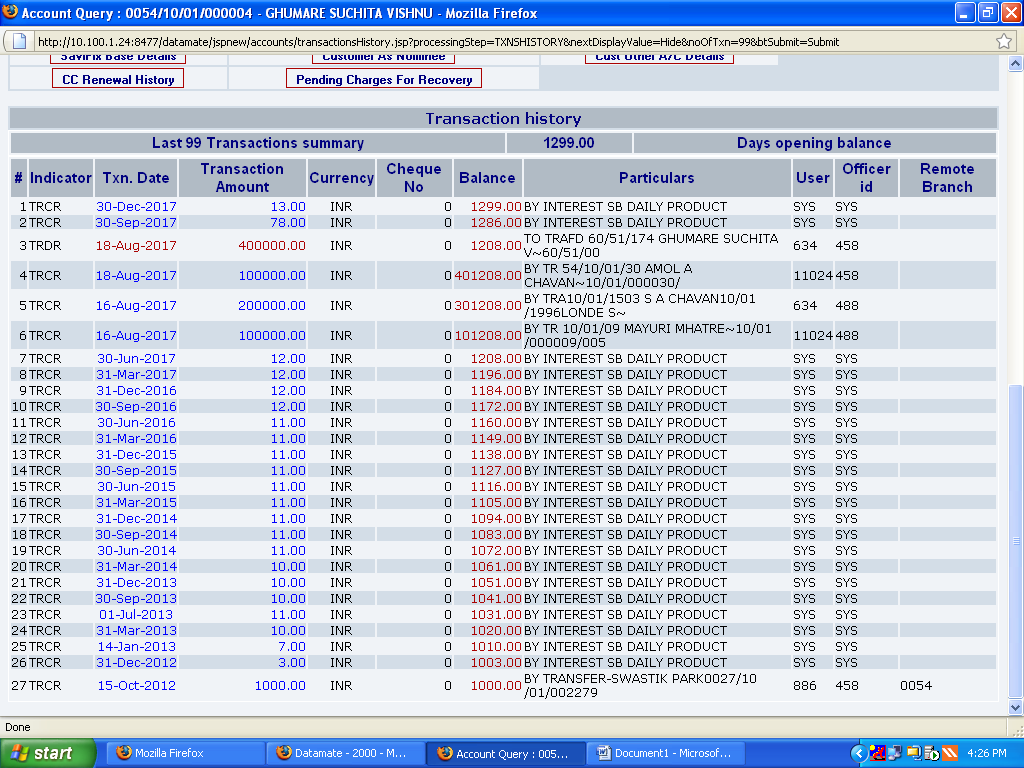 Account Query : 0054/10/01/000004 - GHUMARE SUCHITA VISHNU - Mozilla Firefox
http://10.100.1.24:8477/datamate/jspnew/accounts/transactionsHistory.jsp?processingStep=TXNSHISTORY&nextDisplayValue=Hide&noOfTxn=99&btSubmit=Submit
SaviFix Base Details Customer As Nominee Cust Other A/C Details
CC Renewal History Pending Charges For Recovery
Transaction history
Last 99 Transactions summary 1299.00 Days opening balance
# Indicator Txn. Date Transaction Amount Currency Cheque No Balance Particulars User Officer id Remote Branch
1 TRCR 30-Dec-2017 13.00 INR 0 1299.00 BY INTEREST SB DAILY PRODUCT SYS SYS
2 TRCR 30-Sep-2017 78.00 INR 0 1286.00 BY INTEREST SB DAILY PRODUCT SYS SYS
3 TRDR 18-Aug-2017 400000.00 INR 0 1208.00 TO TRAFD 60/51/174 GHUMARE SUCHITA V~60/51/00 634 458
4 TRCR 18-Aug-2017 100000.00 INR 0 401208.00 BY TR 54/10/01/30 AMOL A CHAVAN~10/01/000030/ 11024 458
5 TRCR 16-Aug-2017 200000.00 INR 0 301208.00 BY TRA10/01/1503 S A CHAVAN10/01 /1996LONDE S~ 634 488
6 TRCR 16-Aug-2017 100000.00 INR 0 101208.00 BY TR 10/01/09 MAYURI MHATRE~10/01 /000009/005 11024 488
7 TRCR 30-Jun-2017 12.00 INR 0 1208.00 BY INTEREST SB DAILY PRODUCT SYS SYS
8 TRCR 31-Mar-2017 12.00 INR 0 1196.00 BY INTEREST SB DAILY PRODUCT SYS SYS
9 TRCR 31-Dec-2016 12.00 INR 0 1184.00 BY INTEREST SB DAILY PRODUCT SYS SYS
10 TRCR 30-Sep-2016 12.00 INR 0 1172.00 BY INTEREST SB DAILY PRODUCT SYS SYS
11 TRCR 30-Jun-2016 11.00 INR 0 1160.00 BY INTEREST SB DAILY PRODUCT SYS SYS
12 TRCR 31-Mar-2016 11.00 INR 0 1149.00 BY INTEREST SB DAILY PRODUCT SYS SYS
13 TRCR 31-Dec-2015 11.00 INR 0 1138.00 BY INTEREST SB DAILY PRODUCT SYS SYS
14 TRCR 30-Sep-2015 11.00 INR 0 1127.00 BY INTEREST SB DAILY PRODUCT SYS SYS
15 TRCR 30-Jun-2015 11.00 INR 0 1116.00 BY INTEREST SB DAILY PRODUCT SYS SYS
16 TRCR 31-Mar-2015 11.00 INR 0 1105.00 BY INTEREST SB DAILY PRODUCT SYS SYS
17 TRCR 31-Dec-2014 11.00 INR 0 1094.00 BY INTEREST SB DAILY PRODUCT SYS SYS
18 TRCR 30-Sep-2014 11.00 INR 0 1083.00 BY INTEREST SB DAILY PRODUCT SYS SYS
19 TRCR 30-Jun-2014 11.00 INR 0 1072.00 BY INTEREST SB DAILY PRODUCT SYS SYS
20 TRCR 31-Mar-2014 10.00 INR 0 1061.00 BY INTEREST SB DAILY PRODUCT SYS SYS
21 TRCR 31-Dec-2013 10.00 INR 0 1051.00 BY INTEREST SB DAILY PRODUCT SYS SYS
22 TRCR 30-Sep-2013 10.00 INR 0 1041.00 BY INTEREST SB DAILY PRODUCT SYS SYS
23 TRCR 01-Jul-2013 11.00 INR 0 1031.00 BY INTEREST SB DAILY PRODUCT SYS SYS
24 TRCR 31-Mar-2013 10.00 INR 0 1020.00 BY INTEREST SB DAILY PRODUCT SYS SYS
25 TRCR 14-Jan-2013 7.00 INR 0 1010.00 BY INTEREST SB DAILY PRODUCT SYS SYS
26 TRCR 31-Dec-2012 3.00 INR 0 1003.00 BY INTEREST SB DAILY PRODUCT SYS SYS
27 TRCR 15-Oct-2012 1000.00 INR 0 1000.00 BY TRANSFER-SWASTIK PARK0027/10 /01/002279 886 458 0054
Done
start Mozilla Firefox Datamate - 2000 - M... Account Query : 005... Document1 - Microsof... 4:26 PM